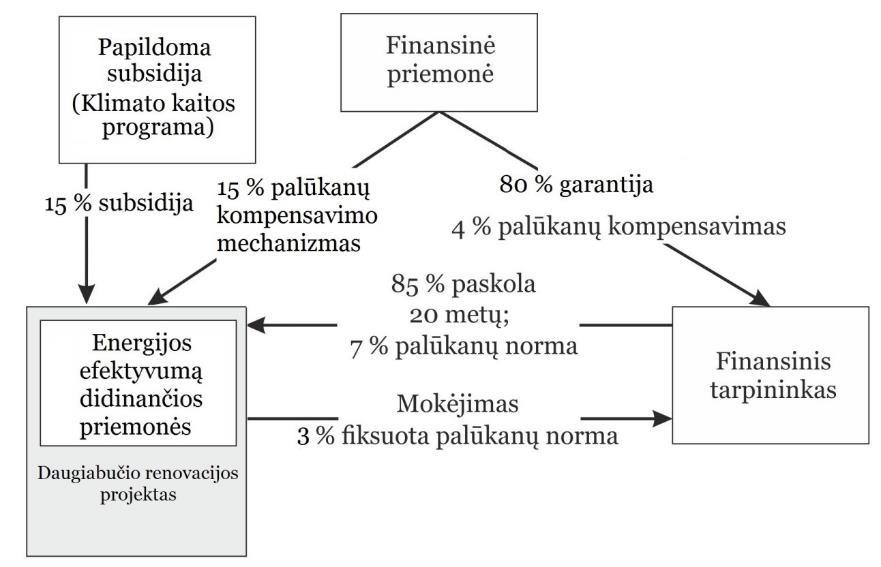 Papildoma
subsidija
(Klimato kaitos
programa)
Finansinė
priemonė
15 % subsidija
15 % palūkanų
kompensavimo
mechanizmas
80 % garantija
4 % palūkanų kompensavimas
85 % paskola
20 metų;
7 % palūkanų norma
Energijos
efektyvumą
didinančios
priemonės
Daugiabučio renovacijos
projektas
Mokėjimas
3 % fiksuota palūkanų norma
Finansinis
tarpininkas